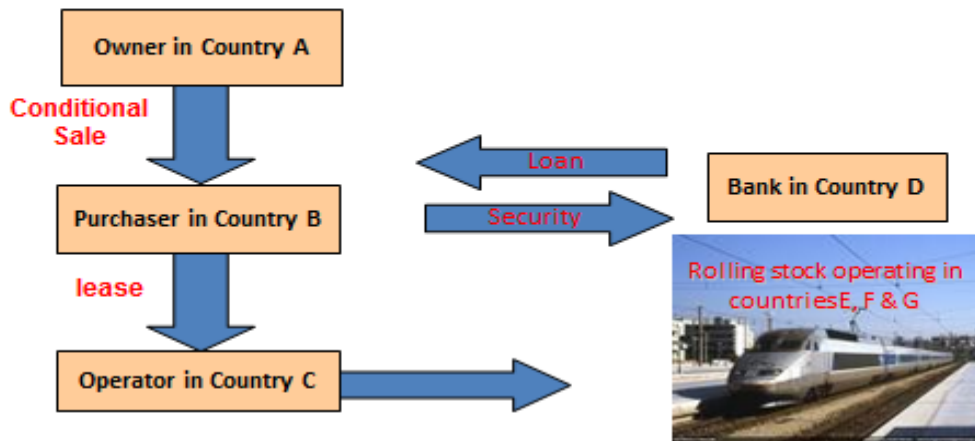 Owner in Country A
Conditional
Sale
Loan
Bank in Country D
Purchaser in Country B
Security
Rolling stock operating in
countriesE, F & G
lease
Operator in Country C